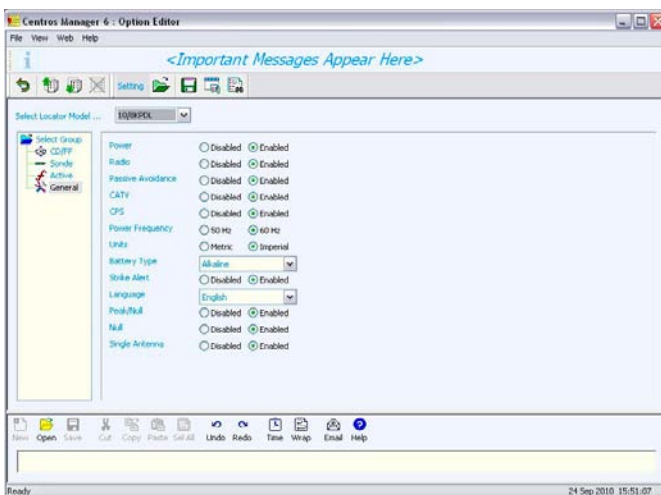 Centros Manager 6 : Option Editor
File View Web Help
<Important Messages Appear Here>
Setting
Select Locator Model ...
Select Group
CD/FF
Sonde
Active
General
Power Disabled Enabled
Radio Disabled Enabled
Passive Avoidance Disabled Enabled
CATV Disabled Enabled
CPS Disabled Enabled
Power Frequency 50 Hz 60 Hz
Units Metric Imperial
Battery Type Alkaline
Strike Alert Disabled Enabled
Language English
Peak/Null Disabled Enabled
Null Disabled Enabled
Single Antenna Disabled Enabled
New Open Save Cut Copy Paste Sel All Undo Redo Time Wrap Email Help
Ready 24 Sep 2010 15:51:07